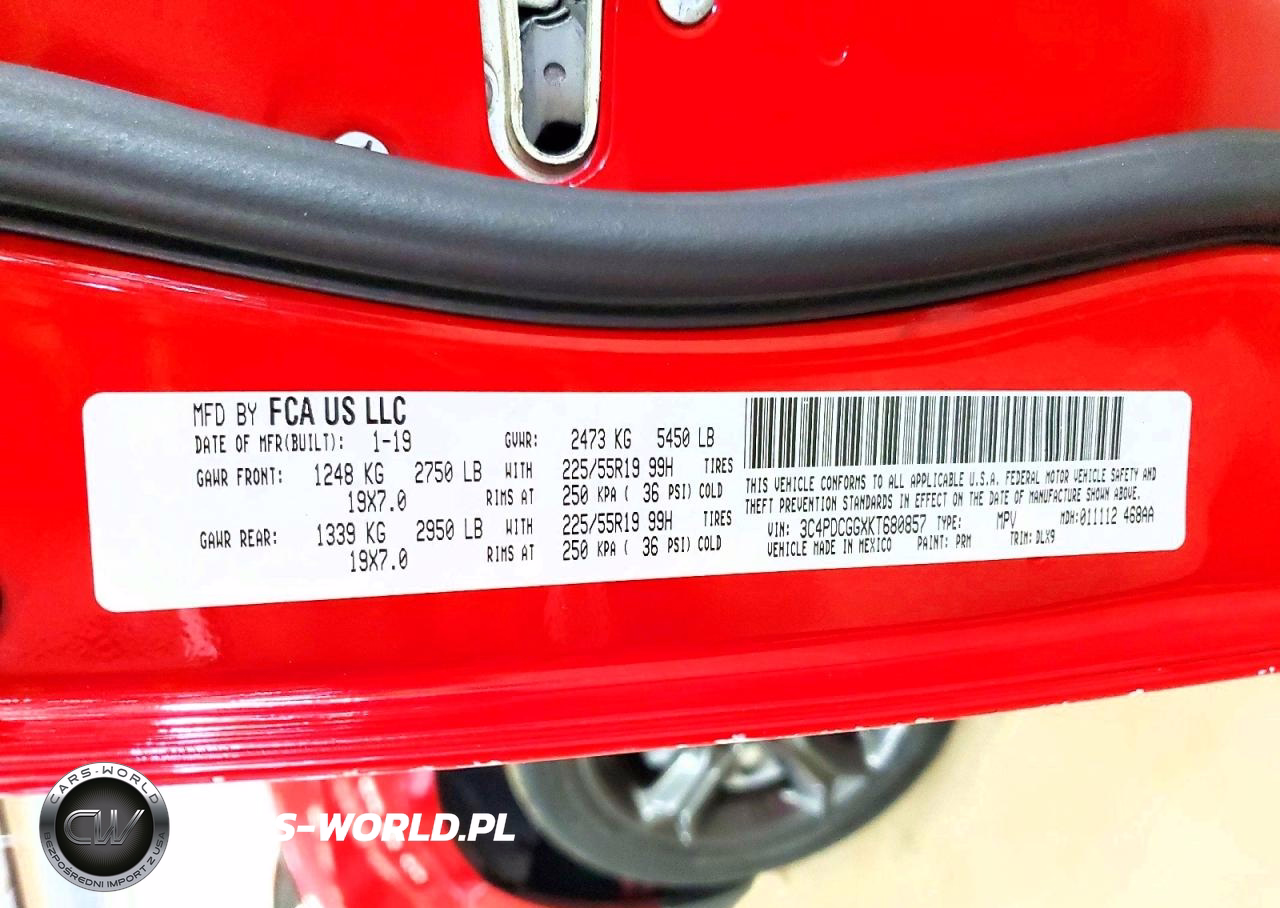 MFD BY FCA US LLC
DATE OF MFR(BUILT): 1-19 GVWR: 2473 KG 5450 LB
GAWR FRONT: 1248 KG 2750 LB WITH 225/55R19 99H TIRES
19X7.0 RIMS AT 250 KPA ( 36 PSI) COLD
GAWR REAR: 1339 KG 2950 LB WITH 225/55R19 99H TIRES
19X7.0 RIMS AT 250 KPA ( 36 PSI) COLD
THIS VEHICLE CONFORMS TO ALL APPLICABLE U.S.A. FEDERAL MOTOR VEHICLE SAFETY AND
THEFT PREVENTION STANDARDS IN EFFECT ON THE DATE OF MANUFACTURE SHOWN ABOVE.
VIN: 3C4PDCGGXKT680857 TYPE: MPV MDH:011112 468AA
VEHICLE MADE IN MEXICO PAINT: PRM TRIM: DLX9
CARS-WORLD
CW
BEZPOŚREDNI IMPORT Z USA
S-WORLD.PL